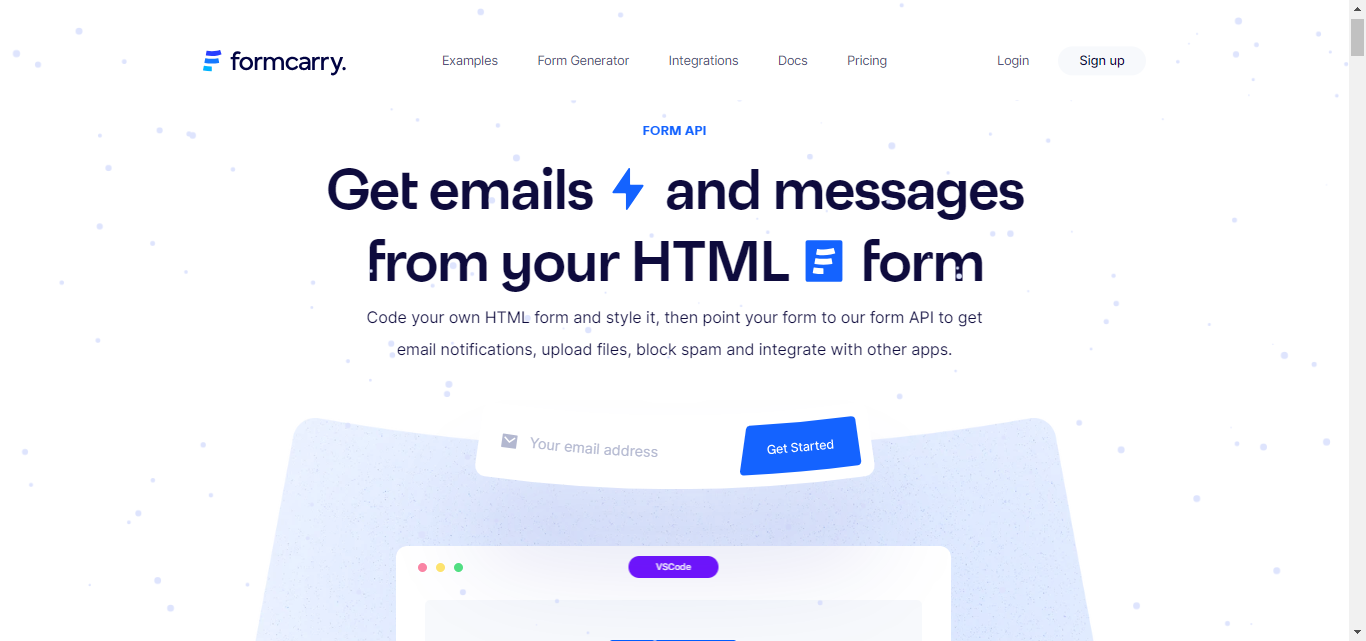 formcarry.
Examples Form Generator Integrations Docs Pricing Login Sign up
FORM API
Get emails and messages
from your HTML form
Code your own HTML form and style it, then point your form to our form API to get
email notifications, upload files, block spam and integrate with other apps.
Your email address Get Started
VSCode